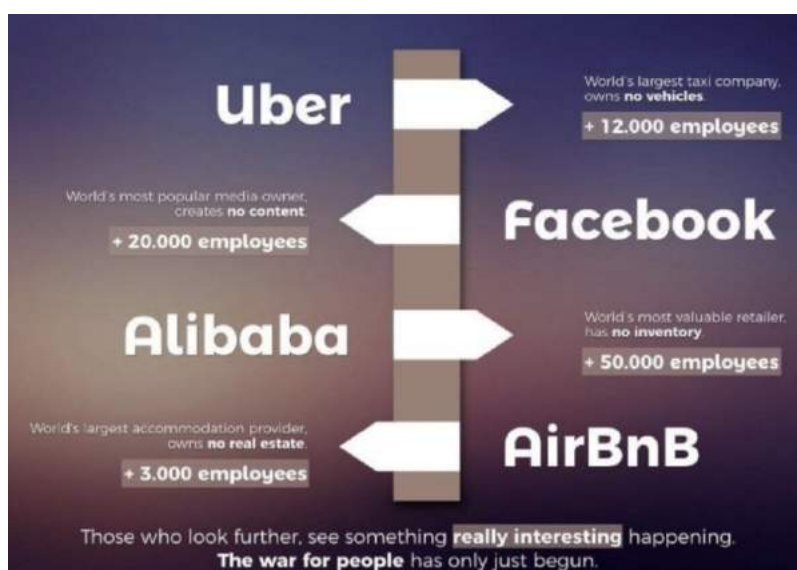 Uber
World's largest taxi company,
owns no vehicles.
+ 12.000 employees
World's most popular media owner,
creates no content.
+ 20.000 employees
Facebook
Alibaba
World's most valuable retailer,
has no inventory.
+ 50.000 employees
World's largest accommodation provider,
owns no real estate.
+ 3.000 employees
AirBnB
Those who look further, see something really interesting happening.
The war for people has only just begun.